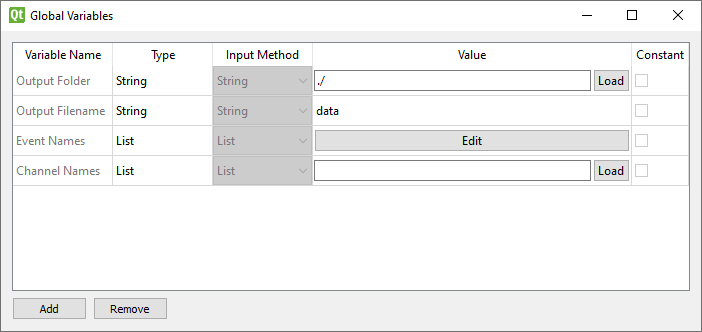 Qt Global Variables
Variable Name Type Input Method Value Constant
Output Folder String String ./ Load
Output Filename String String data
Event Names List List Edit
Channel Names List List Load
Add Remove